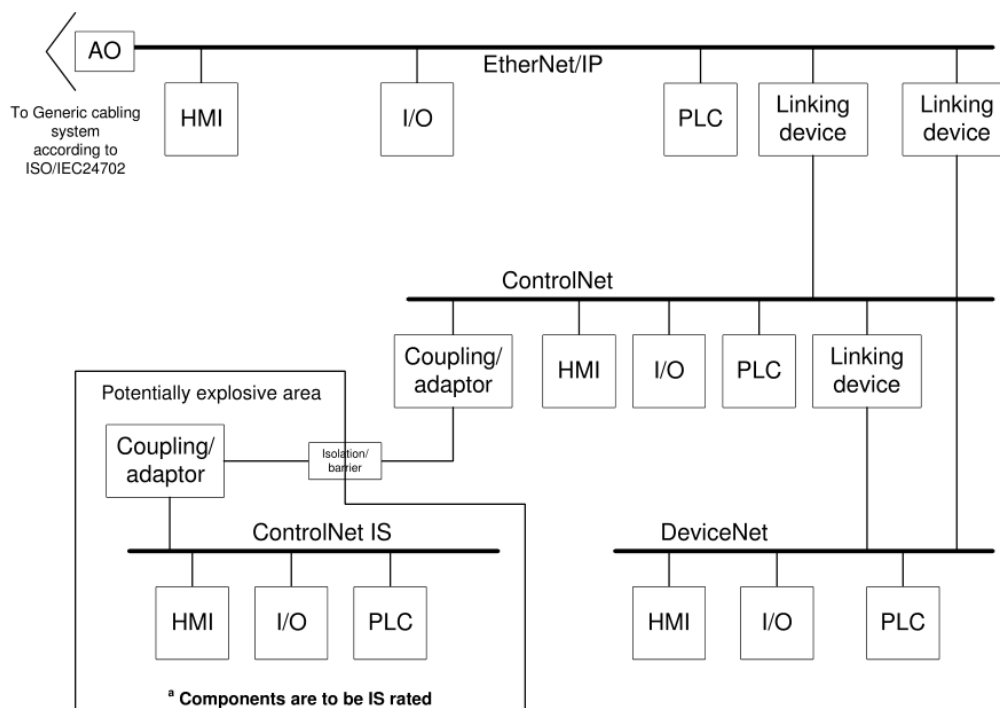 AO
EtherNet/IP
To Generic cabling
system
according to
ISO/IEC24702
HMI
I/O
PLC
Linking
device
Linking
device
ControlNet
Coupling/
adaptor
HMI
I/O
PLC
Linking
device
Potentially explosive area
Coupling/
adaptor
Isolation/
barrier
ControlNet IS
HMI
I/O
PLC
DeviceNet
HMI
I/O
PLC
a Components are to be IS rated